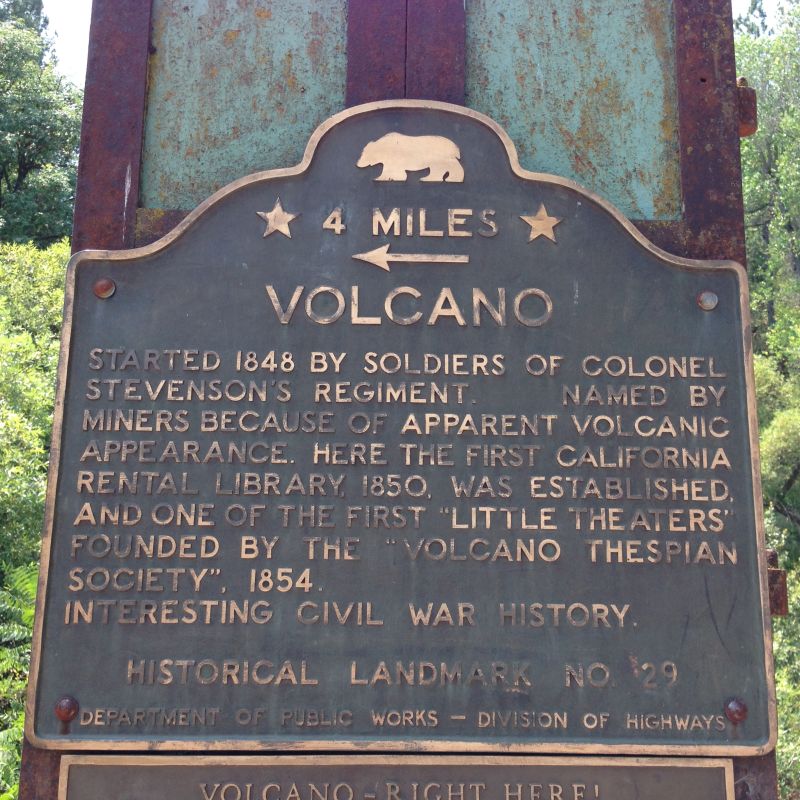 4 MILES
VOLCANO
STARTED 1848 BY SOLDIERS OF COLONEL
STEVENSON'S REGIMENT. NAMED BY
MINERS BECAUSE OF APPARENT VOLCANIC
APPEARANCE. HERE THE FIRST CALIFORNIA
RENTAL LIBRARY, 1850, WAS ESTABLISHED,
AND ONE OF THE FIRST "LITTLE THEATERS"
FOUNDED BY THE "VOLCANO THESPIAN
SOCIETY", 1854.
INTERESTING CIVIL WAR HISTORY.
HISTORICAL LANDMARK NO. 29
DEPARTMENT OF PUBLIC WORKS – DIVISION OF HIGHWAYS
VOLCANO–RIGHT HERE!